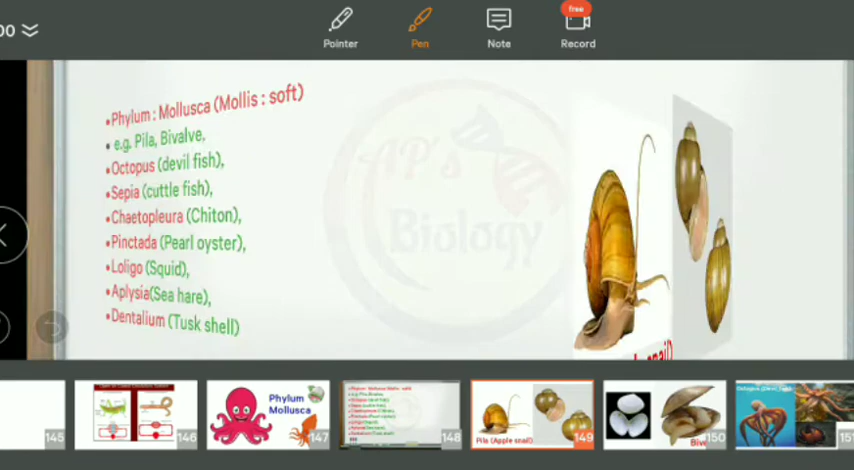 free
Pointer
Pen
Note
Record
•Phylum : Mollusca (Mollis : soft)
• e.g. Pila, Bivalve,
•Octopus (devil fish),
•Sepia (cuttle fish),
•Chaetopleura (Chiton),
•Pinctada (Pearl oyster),
•Loligo (Squid),
•Aplysia(Sea hare),
•Dentalium (Tusk shell)
AP's
Biology
145
146
Phylum
Mollusca
147
148
Pila (Apple snail)
149
150